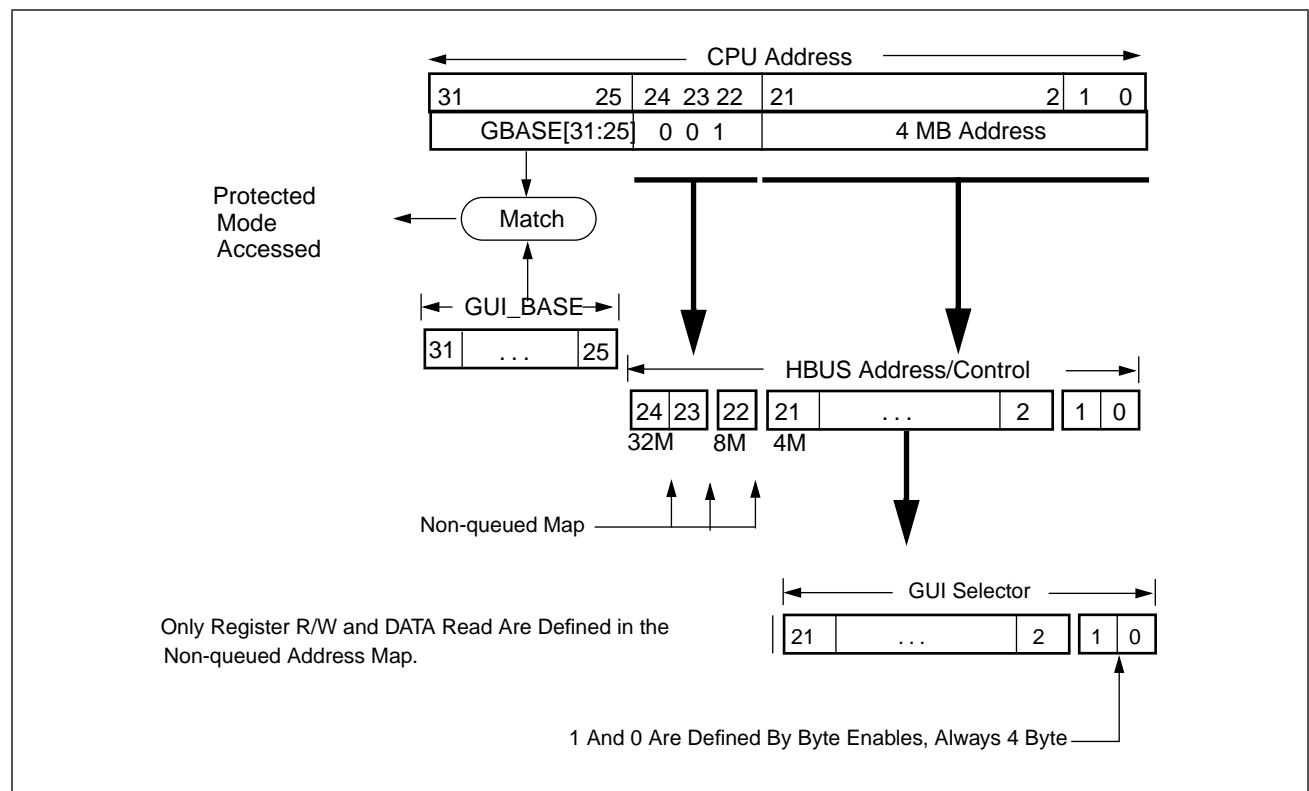 CPU Address
31 25 24 23 22 21 2 1 0
GBASE[31:25] 0 0 1 4 MB Address
Protected
Mode
Accessed
Match
GUI_BASE
31 . . . 25
HBUS Address/Control
24 23 22 21 . . . 2 1 0
32M 8M 4M
Non-queued Map
GUI Selector
Only Register R/W and DATA Read Are Defined in the
Non-queued Address Map.
21 . . . 2 1 0
1 And 0 Are Defined By Byte Enables, Always 4 Byte